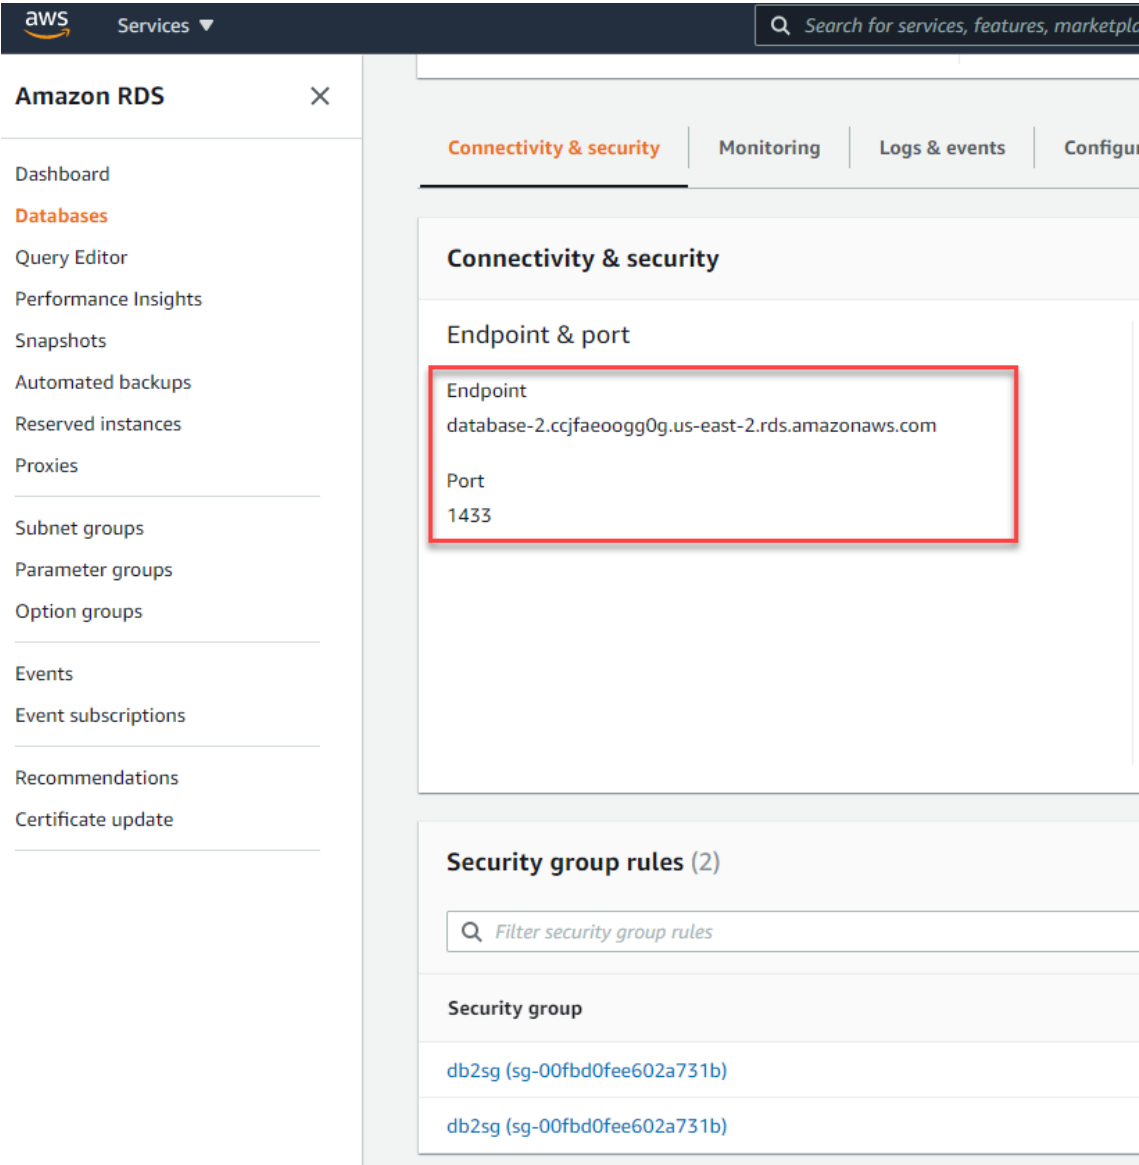 aws
Services ▼
Search for services, features, marketpla
Amazon RDS
Dashboard
Databases
Query Editor
Performance Insights
Snapshots
Automated backups
Reserved instances
Proxies
Subnet groups
Parameter groups
Option groups
Events
Event subscriptions
Recommendations
Certificate update
Connectivity & security
Monitoring
Logs & events
Configur
Connectivity & security
Endpoint & port
Endpoint
database-2.ccjfaeoogg0g.us-east-2.rds.amazonaws.com
Port
1433
Security group rules (2)
Filter security group rules
Security group
db2sg (sg-00fbd0fee602a731b)
db2sg (sg-00fbd0fee602a731b)